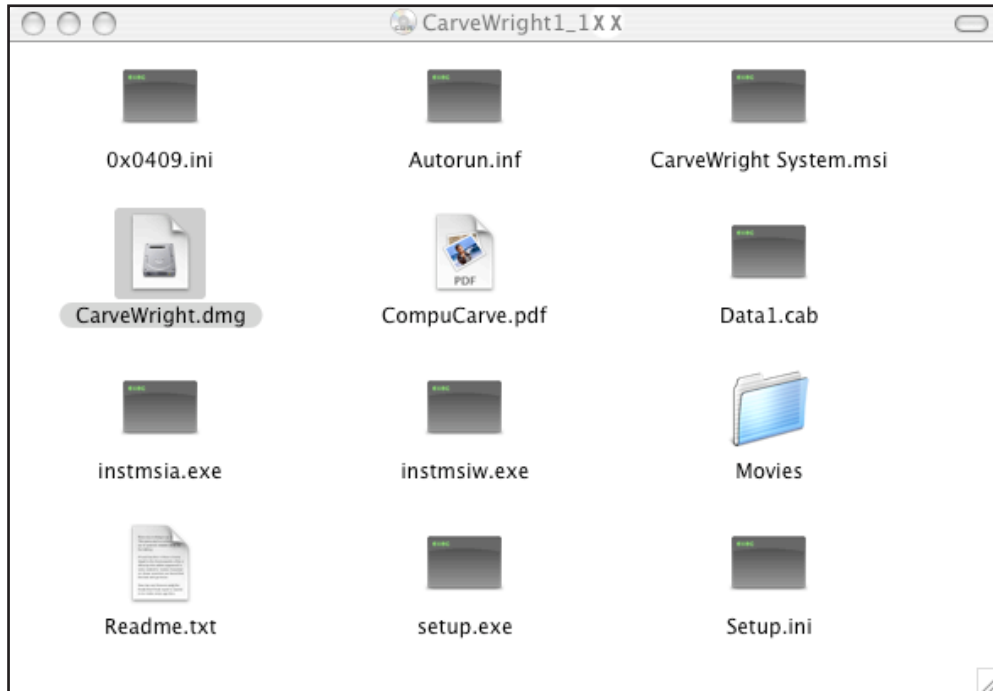 CarveWright1_1XX
0x0409.ini Autorun.inf CarveWright System.msi
CarveWright.dmg CompuCarve.pdf Data1.cab
PDF
instmsia.exe instmsiw.exe Movies
Readme.txt setup.exe Setup.ini